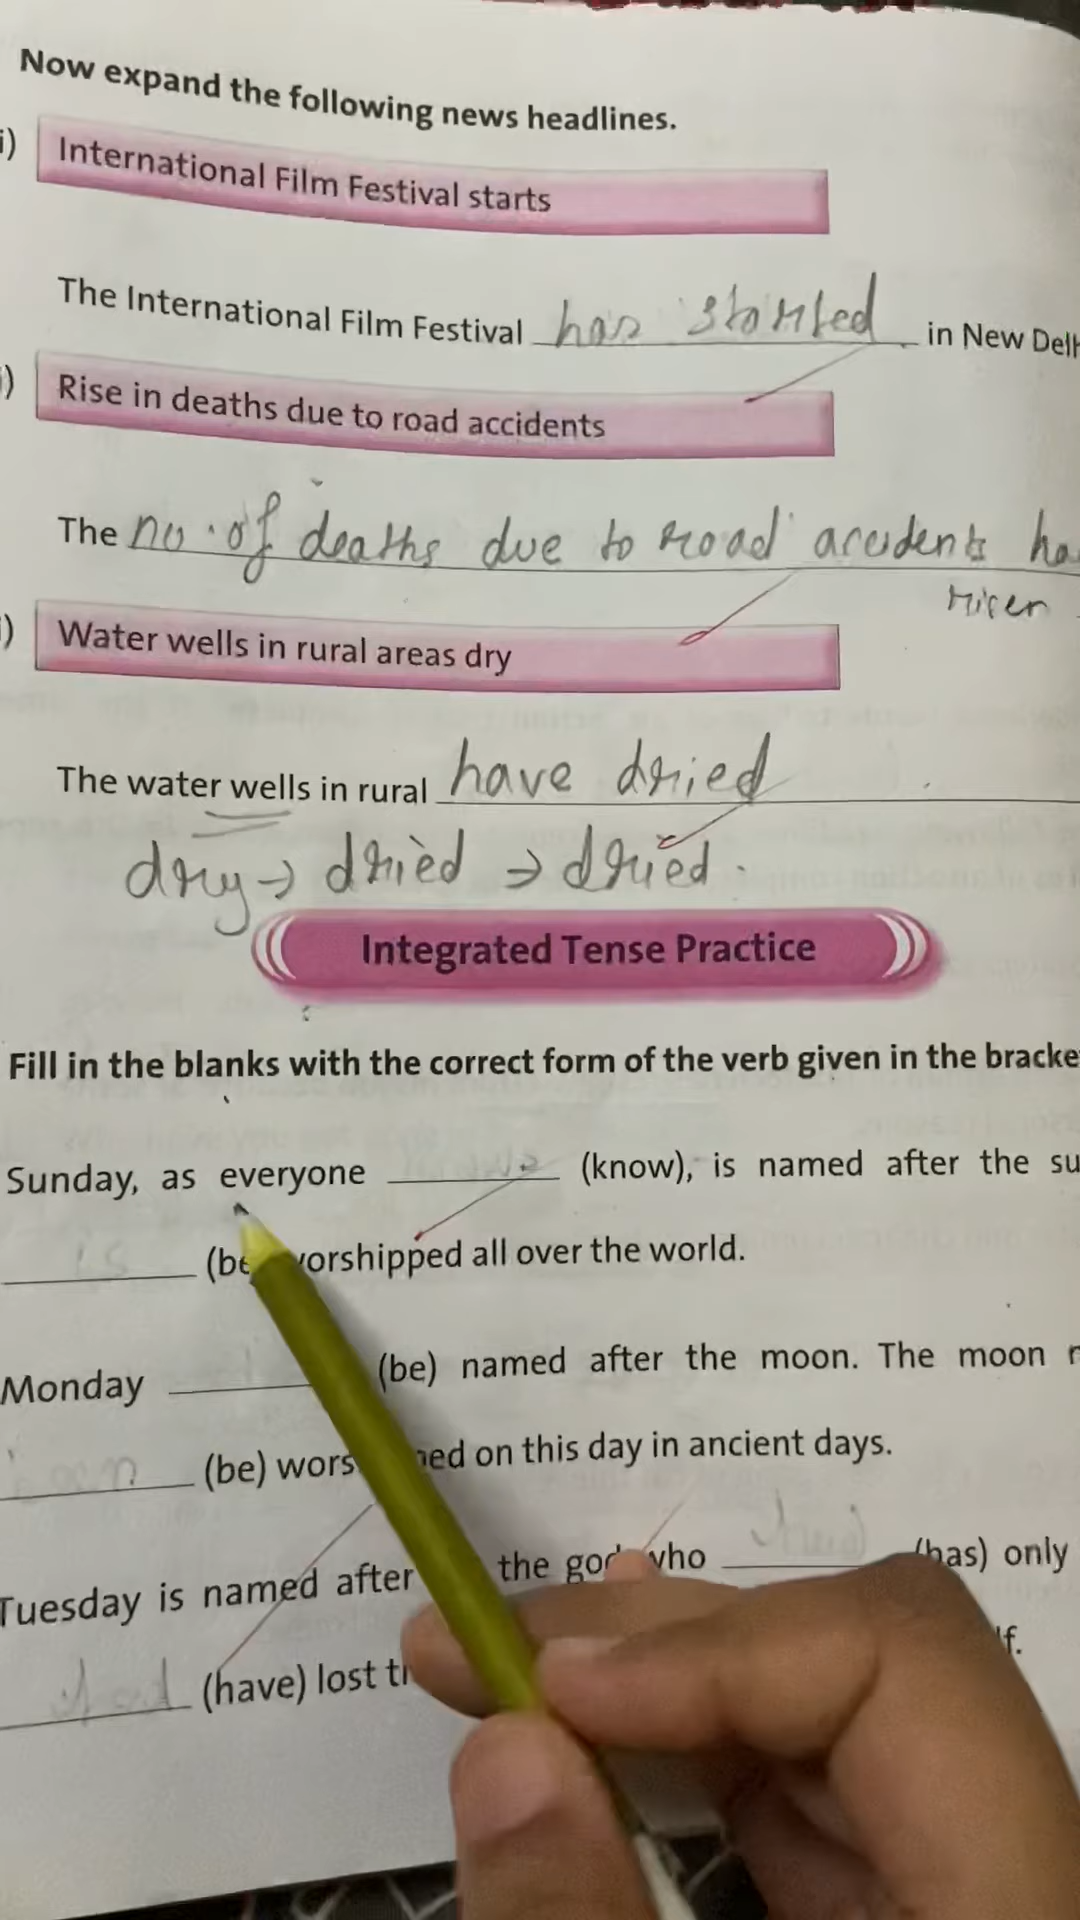 Now expand the following news headlines.
i)
International Film Festival starts
The International Film Festival has started in New Delh
i)
Rise in deaths due to road accidents
The no. of deaths due to road accidents ha
risen
i)
Water wells in rural areas dry
The water wells in rural have dried
dry → dried → dried.
Integrated Tense Practice
Fill in the blanks with the correct form of the verb given in the bracke
Sunday, as everyone (know), is named after the su
is (be) worshipped all over the world.
Monday (be) named after the moon. The moon
been (be) wors ed on this day in ancient days.
Tuesday is named after the god who had (has) only
f.
had (have) lost